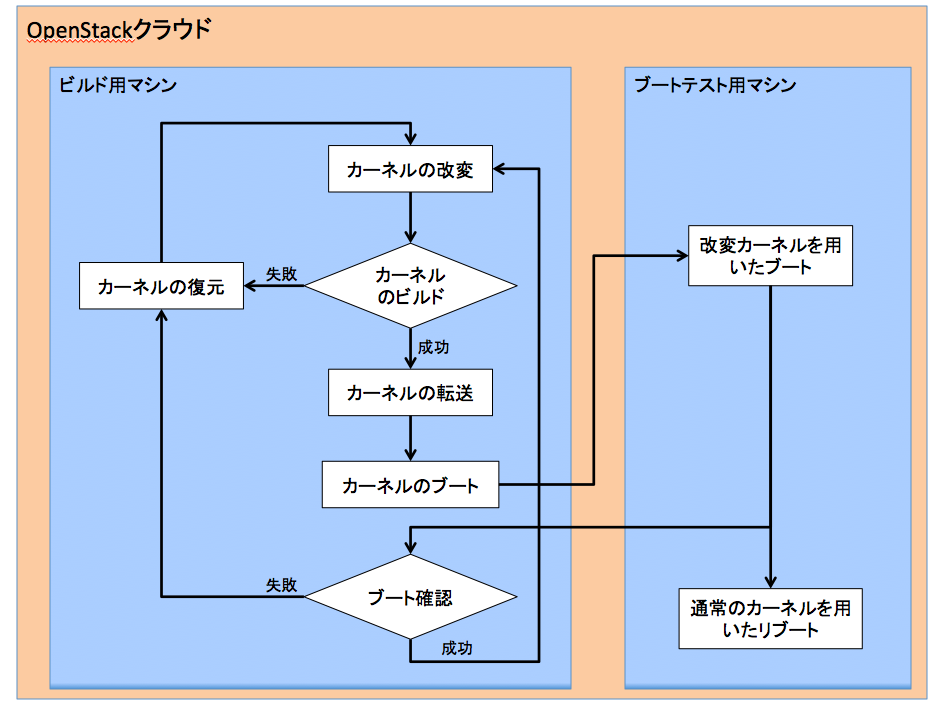 OpenStackクラウド
ビルド用マシン
カーネルの改変
カーネル
のビルド
失敗
カーネルの復元
成功
カーネルの転送
カーネルのブート
失敗
ブート確認
成功
ブートテスト用マシン
改変カーネルを用
いたブート
通常のカーネルを用
いたリブート